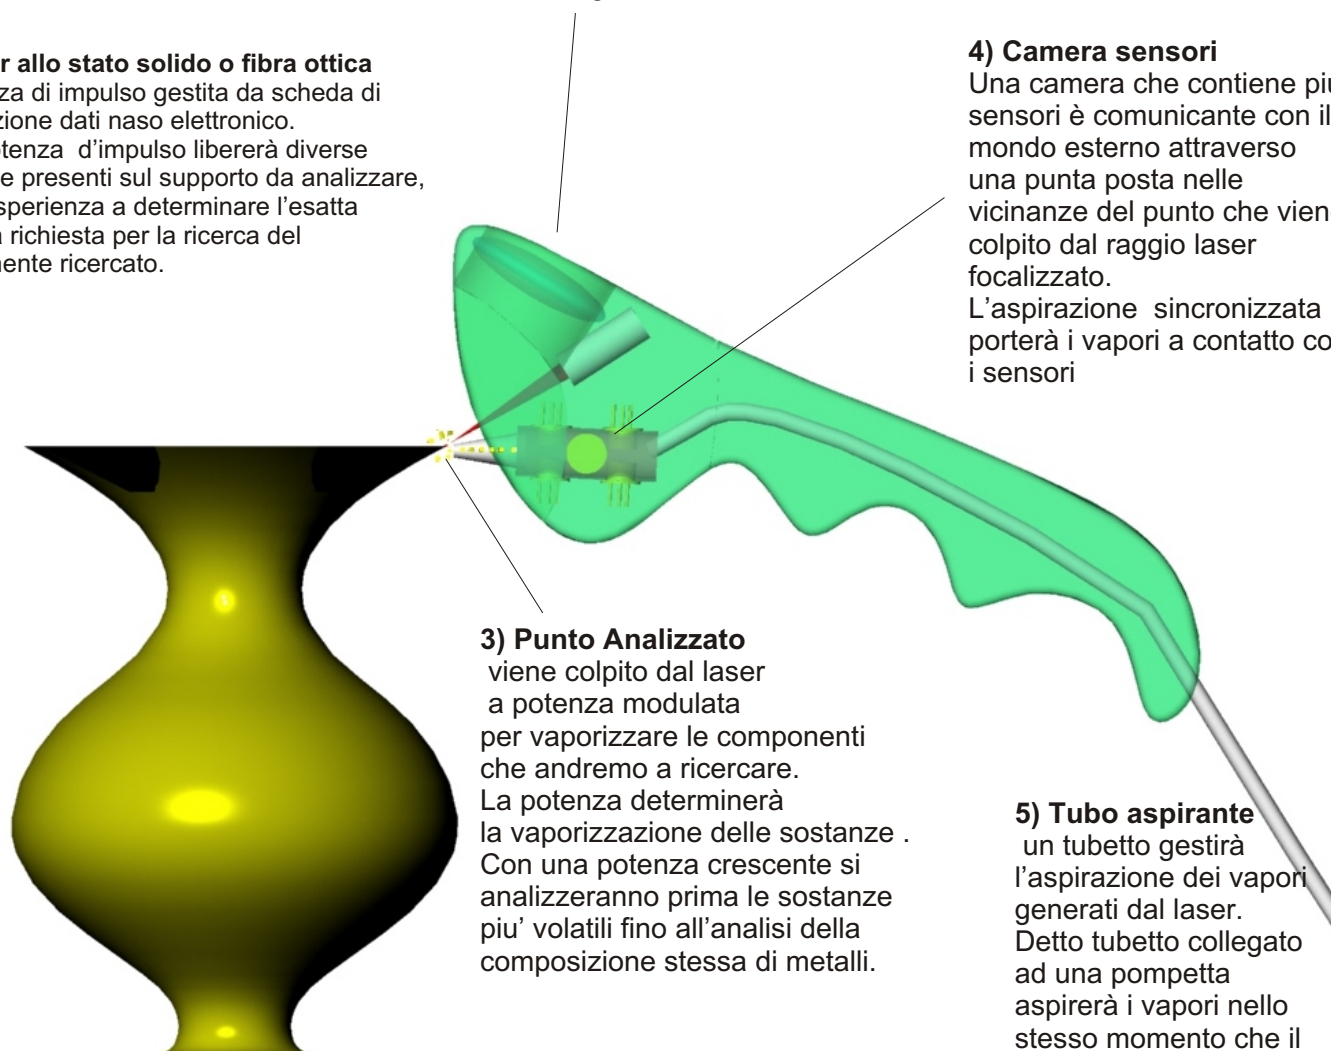 r allo stato solido o fibra ottica
za di impulso gestita da scheda di
zione dati naso elettronico.
otenza d’impulso libererà diverse
e presenti sul supporto da analizzare,
sperienza a determinare l’esatta
a richiesta per la ricerca del
nente ricercato.
4) Camera sensori
Una camera che contiene piu
sensori è comunicante con il
mondo esterno attraverso
una punta posta nelle
vicinanze del punto che vien
colpito dal raggio laser
focalizzato.
L’aspirazione sincronizzata
porterà i vapori a contatto co
i sensori
3) Punto Analizzato
viene colpito dal laser
a potenza modulata
per vaporizzare le componenti
che andremo a ricercare.
La potenza determinerà
la vaporizzazione delle sostanze .
Con una potenza crescente si
analizzeranno prima le sostanze
piu’ volatili fino all’analisi della
composizione stessa di metalli.
5) Tubo aspirante
un tubetto gestirà
l’aspirazione dei vapori
generati dal laser.
Detto tubetto collegato
ad una pompetta
aspirerà i vapori nello
stesso momento che il